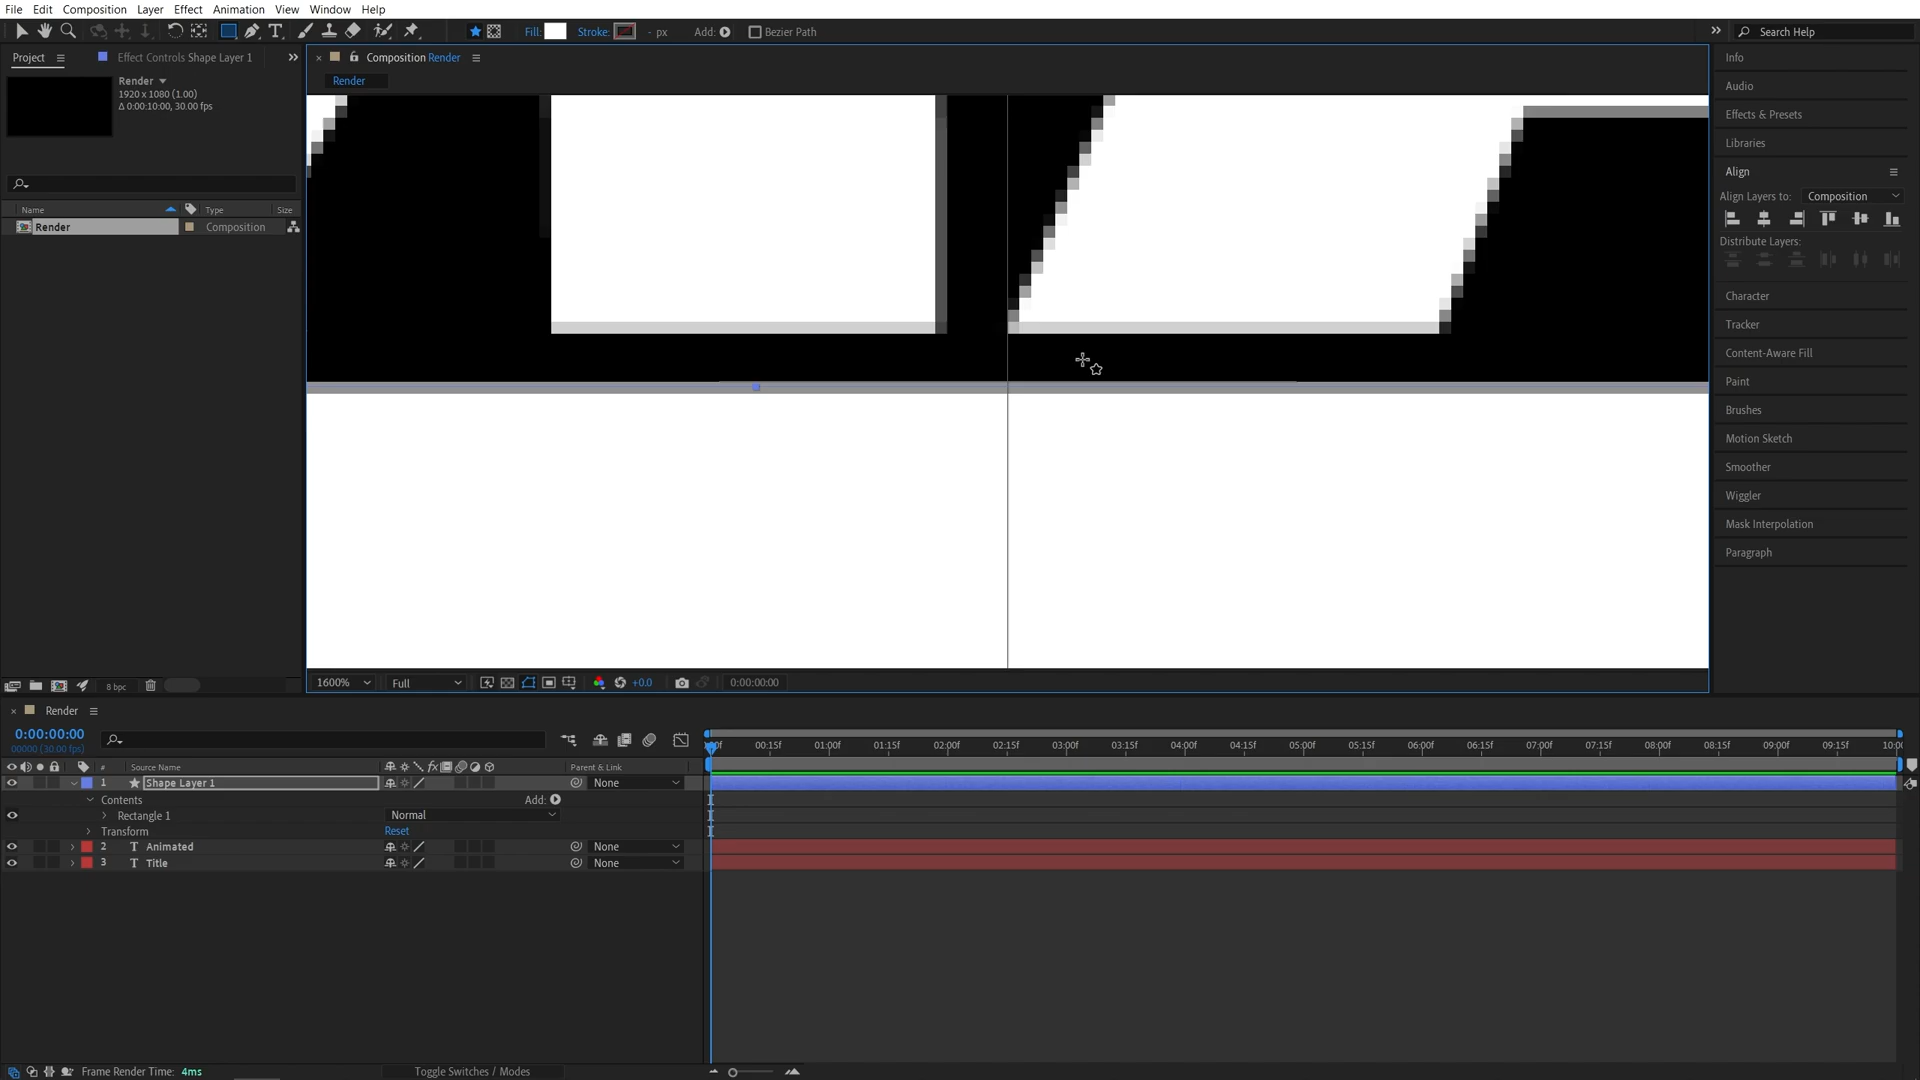 File Edit Composition Layer Effect Animation View Window Help
Fill: Stroke: - px Add: Bezier Path Search Help
Project Effect Controls Shape Layer 1 Composition Render Info
Render
Render
1920 x 1080 (1.00)
Δ 0:00:10:00, 30.00 fps
Audio
Effects & Presets
Libraries
Align
Align Layers to: Composition
Name Type Size
Render Composition
Distribute Layers:
Character
Tracker
Content-Aware Fill
Paint
Brushes
Motion Sketch
Smoother
Wiggler
Mask Interpolation
Paragraph
8 bpc 1600% Full +0.0 0:00:00:00
Render
0:00:00:00
00000 (30.00 fps)
00:15f 01:00f 01:15f 02:00f 02:15f 03:00f 03:15f 04:00f 04:15f 05:00f 05:15f 06:00f 06:15f 07:00f 07:15f 08:00f 08:15f 09:00f 09:15f 10:00
# Source Name Parent & Link
1 Shape Layer 1 None
Contents Add:
Rectangle 1 Normal
Transform Reset
2 T Animated None
3 T Title None
Frame Render Time: 4ms Toggle Switches / Modes